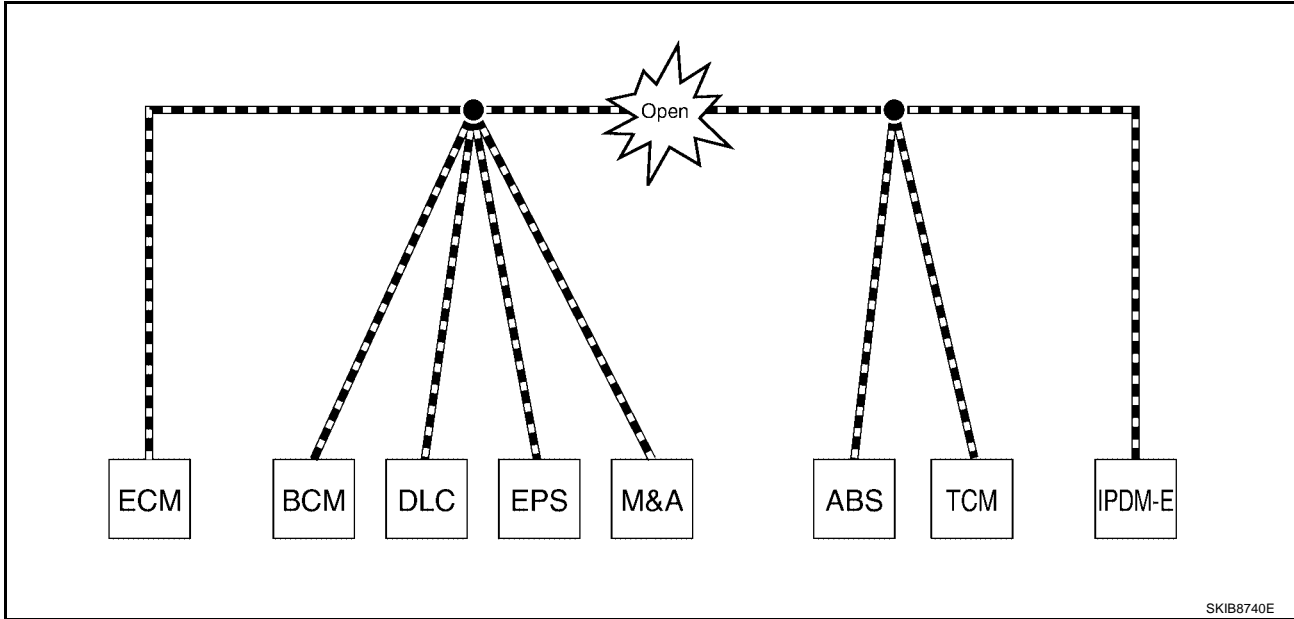 Open
ECM
BCM
DLC
EPS
M&A
ABS
TCM
IPDM-E
SKIB8740E